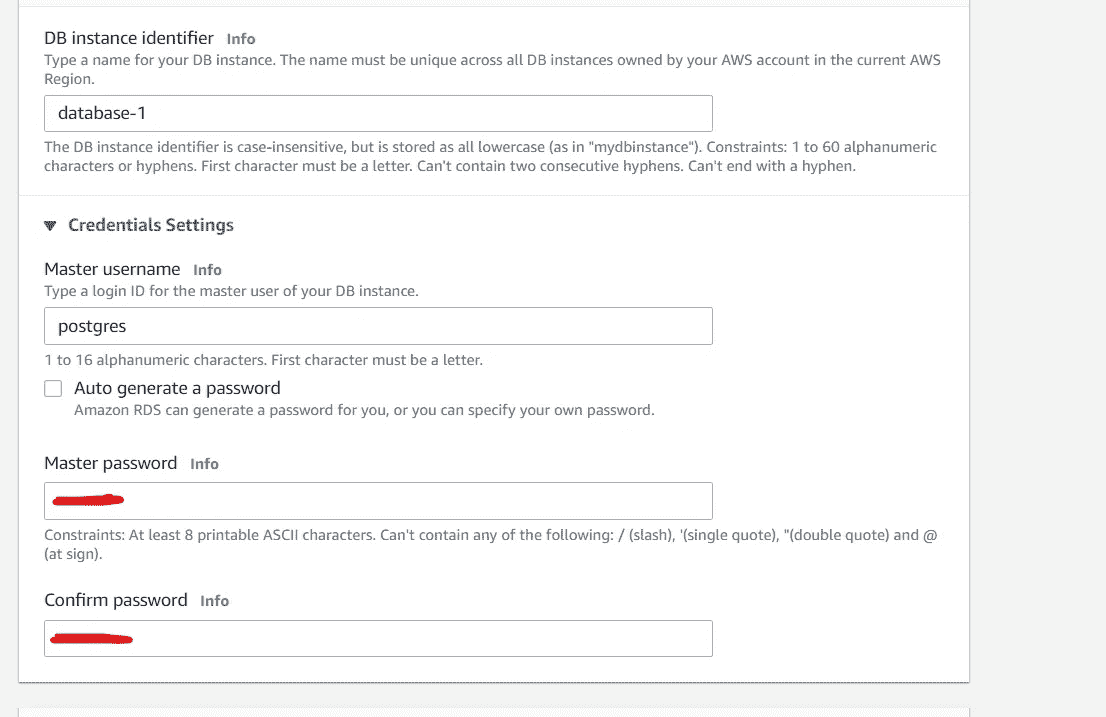 DB instance identifier Info
Type a name for your DB instance. The name must be unique across all DB instances owned by your AWS account in the current AWS
Region.
database-1
The DB instance identifier is case-insensitive, but is stored as all lowercase (as in "mydbinstance"). Constraints: 1 to 60 alphanumeric
characters or hyphens. First character must be a letter. Can't contain two consecutive hyphens. Can't end with a hyphen.
Credentials Settings
Master username Info
Type a login ID for the master user of your DB instance.
postgres
1 to 16 alphanumeric characters. First character must be a letter.
Auto generate a password
Amazon RDS can generate a password for you, or you can specify your own password.
Master password Info
Constraints: At least 8 printable ASCII characters. Can't contain any of the following: / (slash), '(single quote), "(double quote) and @
(at sign).
Confirm password Info